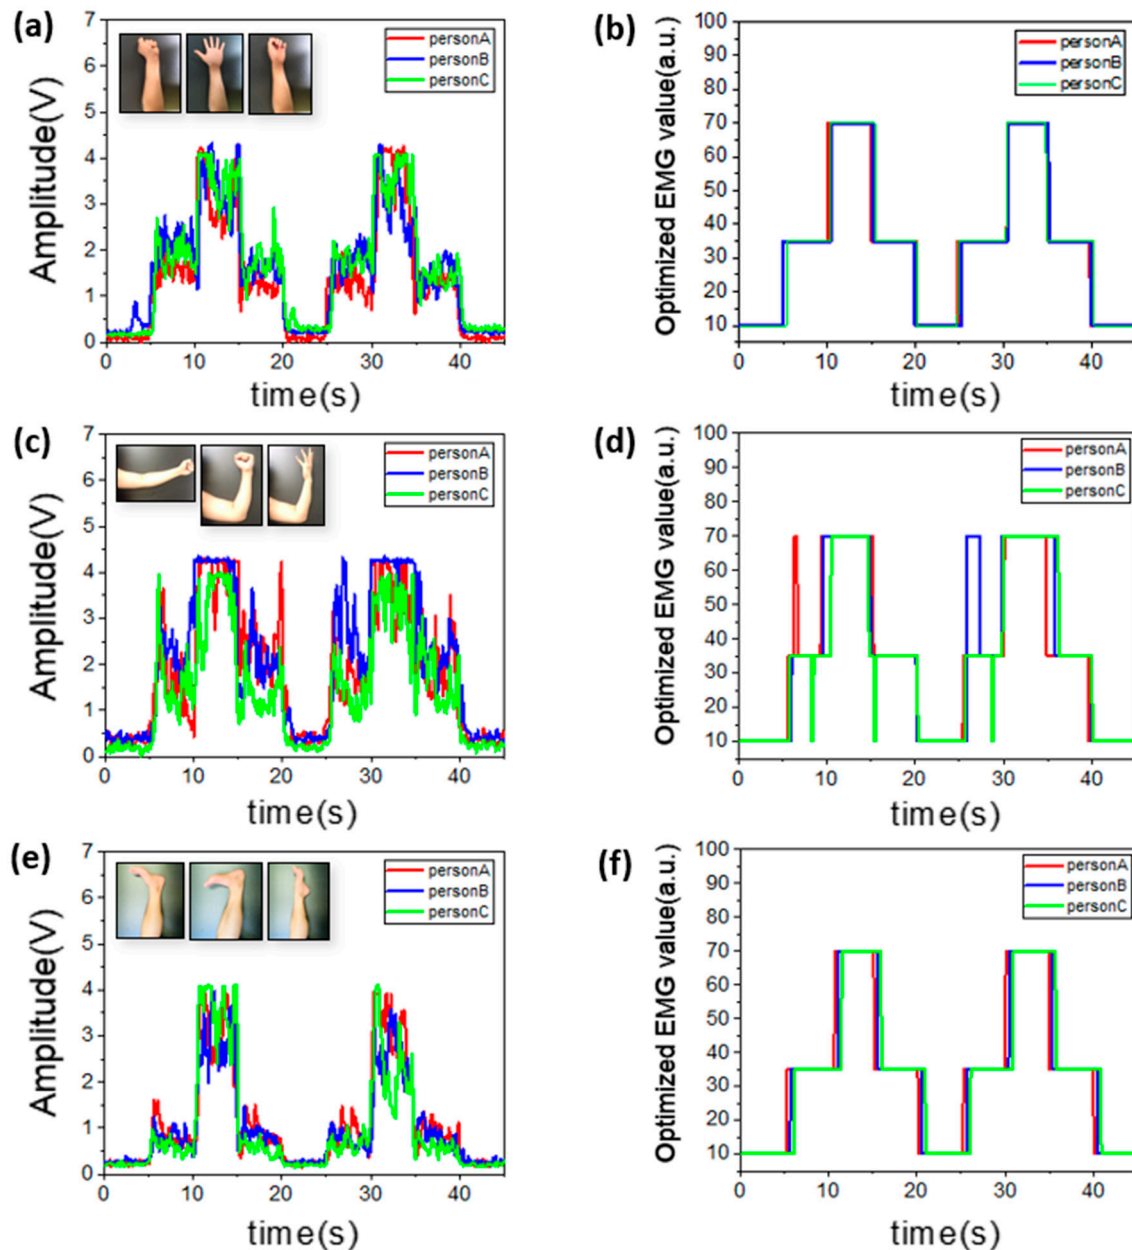 (a)
Amplitude(V)
7
6
5
4
3
2
1
0
personA
personB
personC
0 10 20 30 40
time(s)
(b)
Optimized EMG value(a.u.)
100
90
80
70
60
50
40
30
20
10
personA
personB
personC
0 10 20 30 40
time(s)
(c)
Amplitude(V)
7
6
5
4
3
2
1
0
personA
personB
personC
0 10 20 30 40
time(s)
(d)
Optimized EMG value(a.u.)
100
90
80
70
60
50
40
30
20
10
personA
personB
personC
0 10 20 30 40
time(s)
(e)
Amplitude(V)
7
6
5
4
3
2
1
0
personA
personB
personC
0 10 20 30 40
time(s)
(f)
Optimized EMG value(a.u.)
100
90
80
70
60
50
40
30
20
10
personA
personB
personC
0 10 20 30 40
time(s)